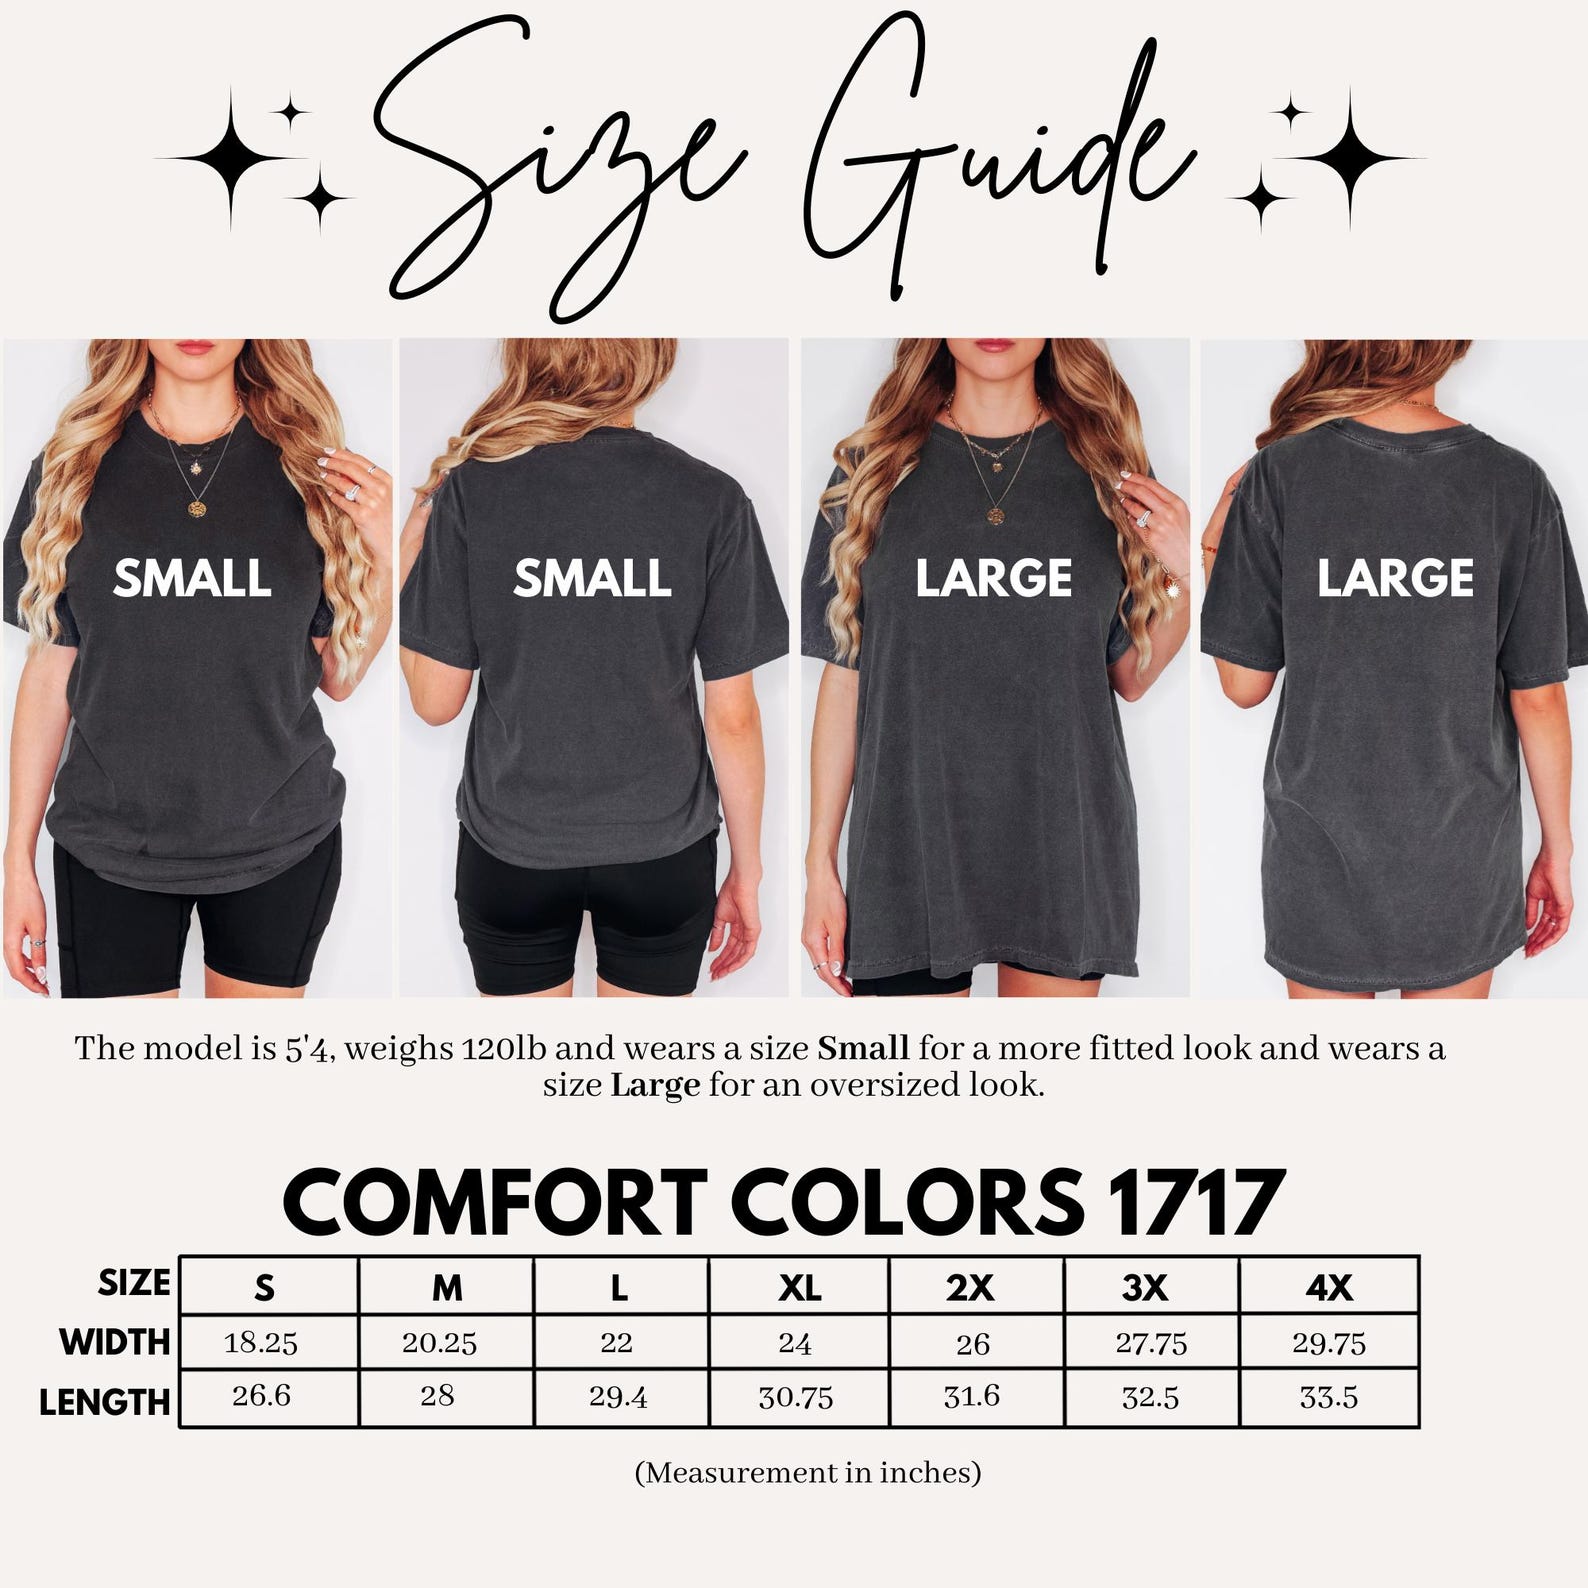 Size Guide
SMALL
SMALL
LARGE
LARGE
The model is 5'4, weighs 120lb and wears a size Small for a more fitted look and wears a
size Large for an oversized look.
COMFORT COLORS 1717
SIZE S M L XL 2X 3X 4X
WIDTH 18.25 20.25 22 24 26 27.75 29.75
LENGTH 26.6 28 29.4 30.75 31.6 32.5 33.5
(Measurement in inches)